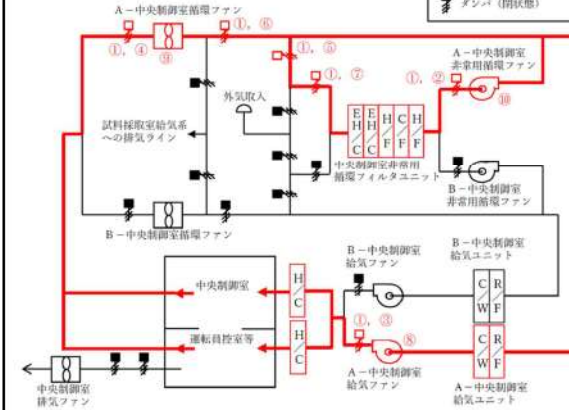 ダンパ（閉状態）
A－中央制御室循環ファン
①, ⑥
①, ④
⑨
①, ⑤
①, ⑦
①, ②
A－中央制御室
非常用循環ファン
⑩
外気取入
試料採取室給気系
への排気ライン
EH/C
EH/C
H/F
C/F
H/F
中央制御室非常用
循環フィルタユニット
B－中央制御室
非常用循環ファン
B－中央制御室循環ファン
B－中央制御室
給気ファン
B－中央制御室
給気ユニット
中央制御室
H/C
C/W
R/F
運転員控室等
H/C
①, ③
⑧
C/W
R/F
中央制御室
排気ファン
A－中央制御室
給気ファン
A－中央制御室
給気ユニット